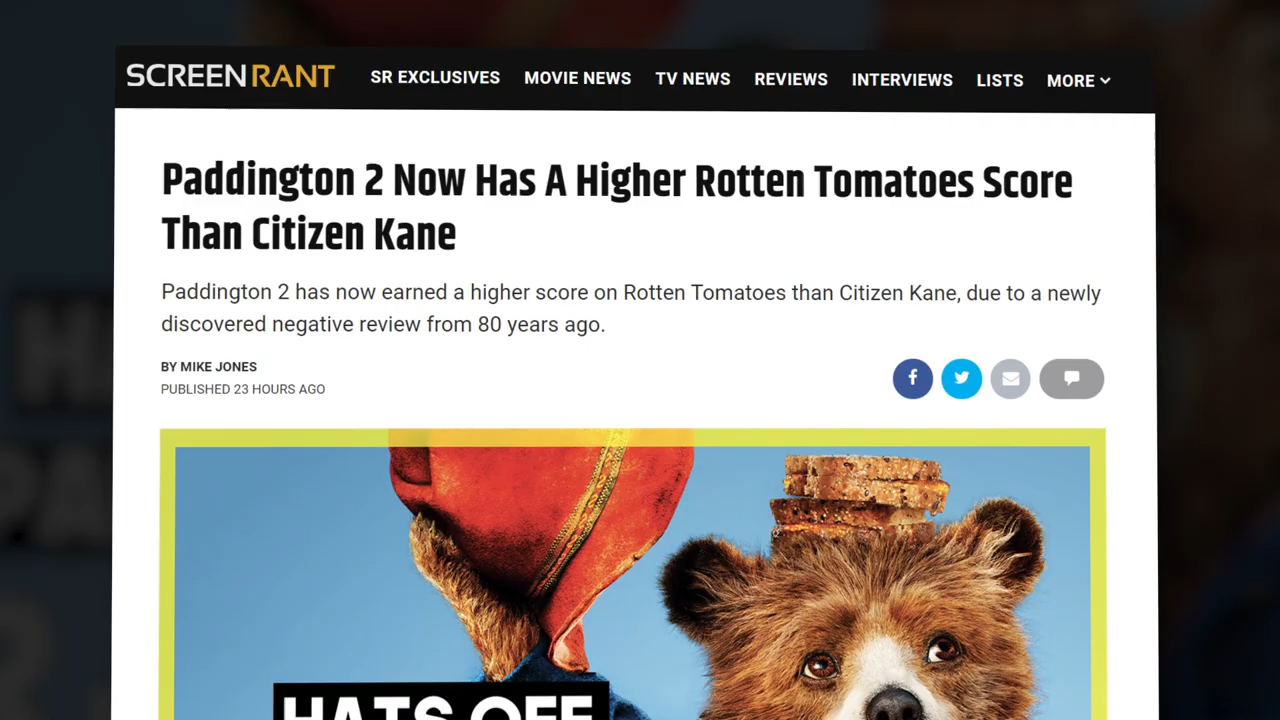 SCREENRANT SR EXCLUSIVES MOVIE NEWS TV NEWS REVIEWS INTERVIEWS LISTS MORE
Paddington 2 Now Has A Higher Rotten Tomatoes Score
Than Citizen Kane
Paddington 2 has now earned a higher score on Rotten Tomatoes than Citizen Kane, due to a newly
discovered negative review from 80 years ago.
BY MIKE JONES
PUBLISHED 23 HOURS AGO
HATS OFF